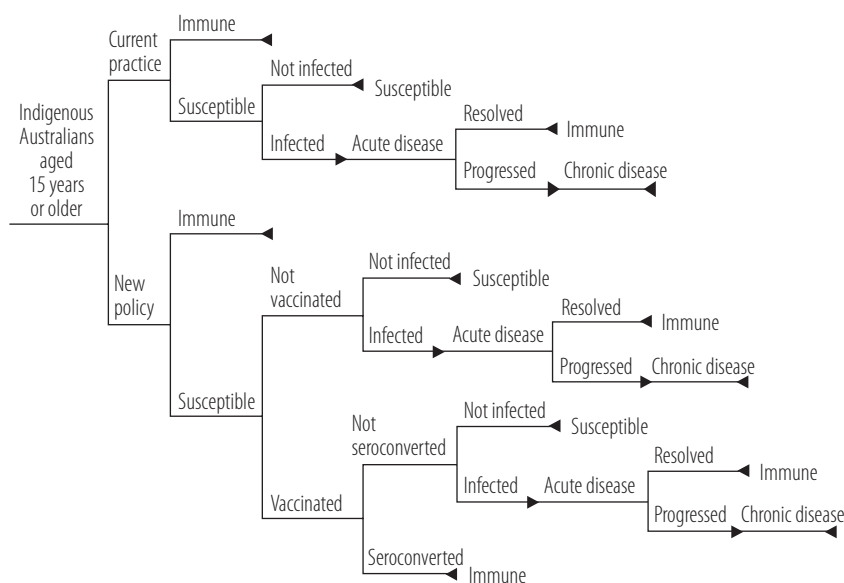 Indigenous
Australians
aged
15 years
or older
Current
practice
Immune
Susceptible
Not infected
Susceptible
Infected
Acute disease
Resolved
Immune
Progressed
Chronic disease
New
policy
Immune
Susceptible
Not
vaccinated
Not infected
Susceptible
Infected
Acute disease
Resolved
Immune
Progressed
Chronic disease
Vaccinated
Not
seroconverted
Not infected
Susceptible
Infected
Acute disease
Resolved
Immune
Progressed
Chronic disease
Seroconverted
Immune